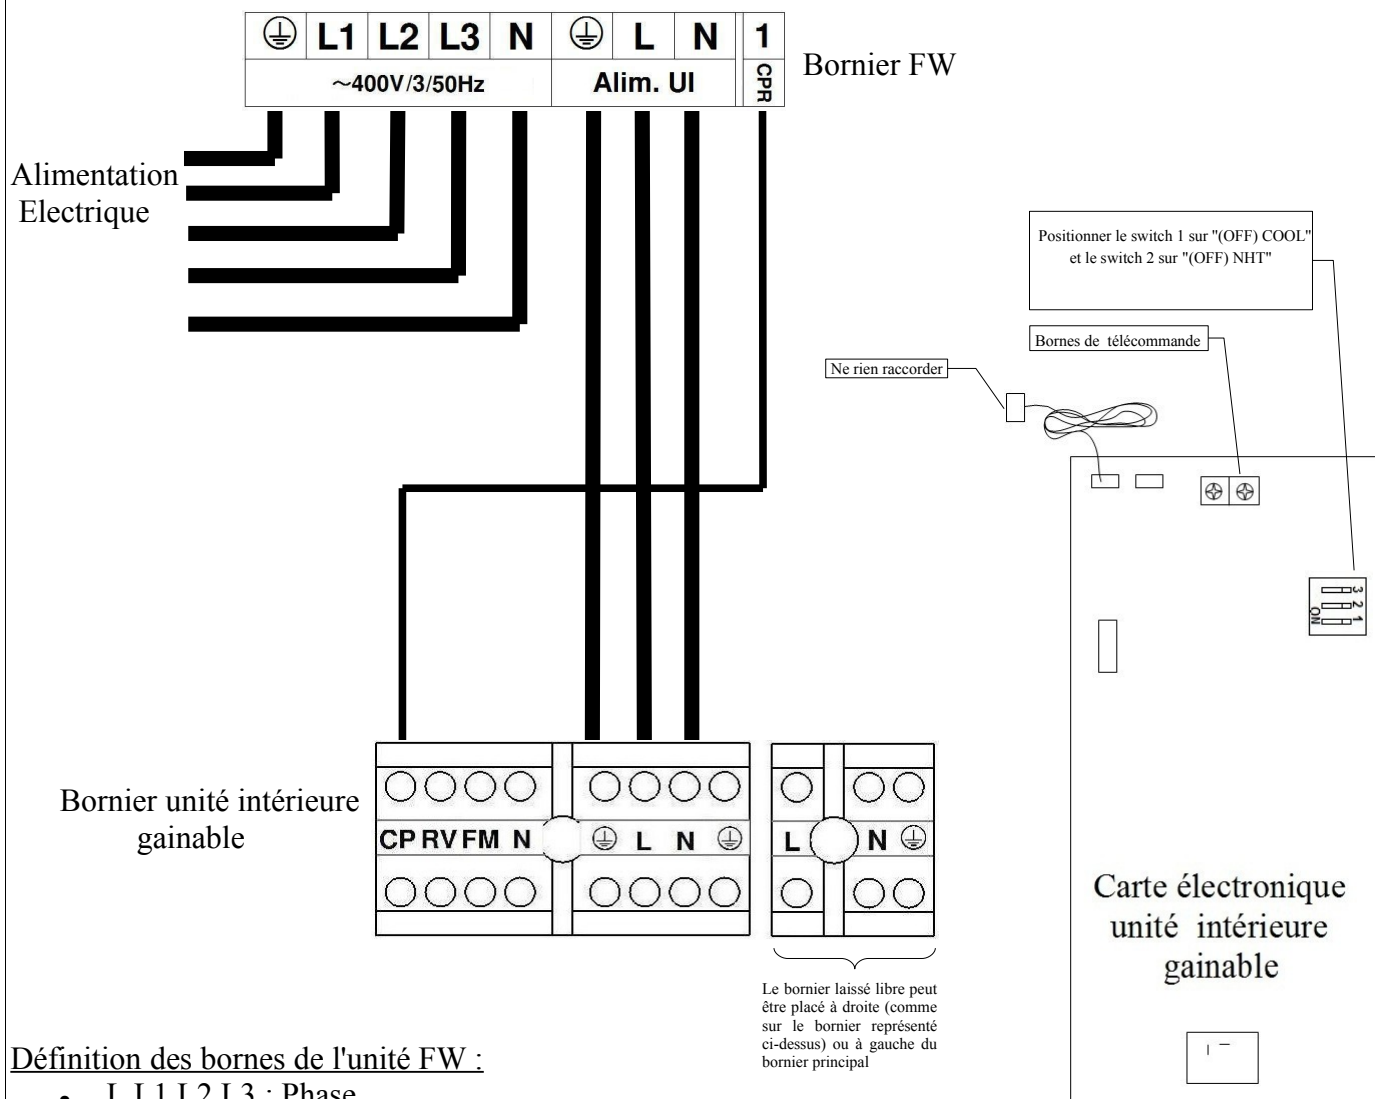 ⏚ L1 L2 L3 N ⏚ L N 1
~400V/3/50Hz Alim. UI CPR
Bornier FW
Alimentation
Electrique
Positionner le switch 1 sur "(OFF) COOL"
et le switch 2 sur "(OFF) NHT"
Bornes de télécommande
Ne rien raccorder
3
2
1
ON
Bornier unité intérieure
gainable
CP RV FM N ⏚ L N ⏚
L N ⏚
Carte électronique
unité intérieure
gainable
Le bornier laissé libre peut
être placé à droite (comme
sur le bornier représenté
ci-dessus) ou à gauche du
bornier principal
Définition des bornes de l'unité FW :
• L,L1,L2,L3 : Phase